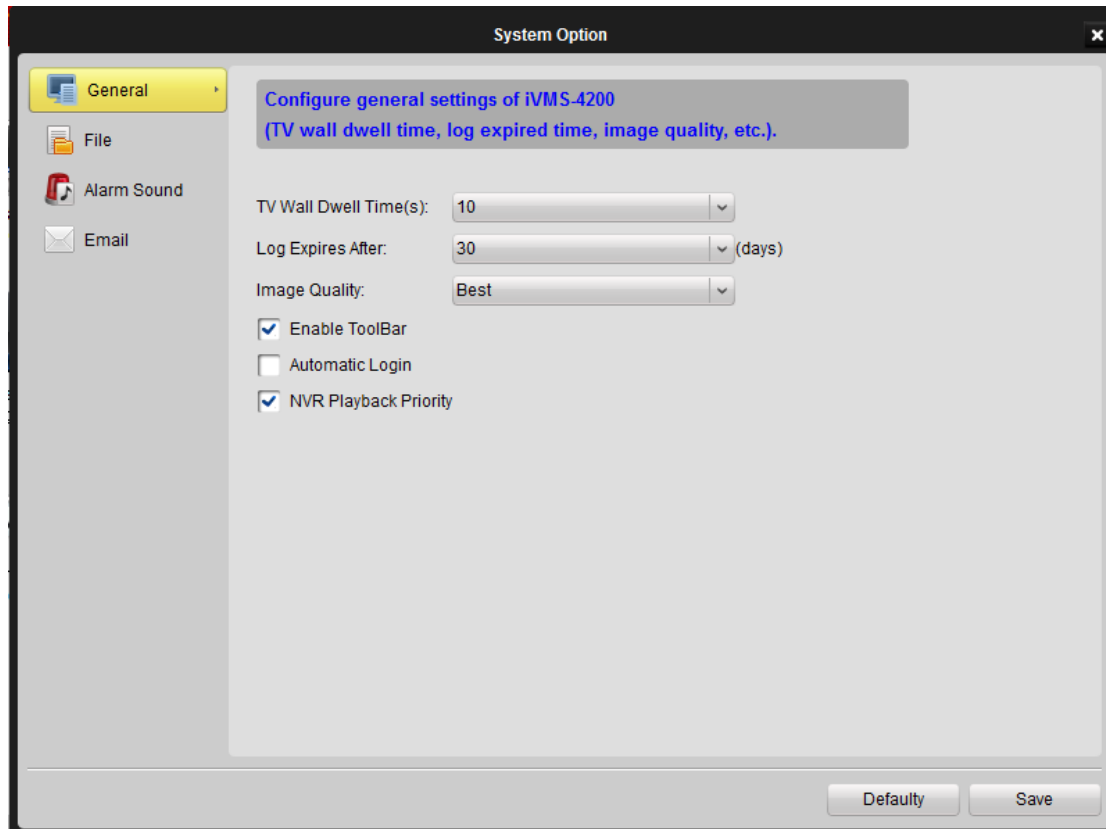 System Option
General
File
Alarm Sound
Email
Configure general settings of iVMS-4200
(TV wall dwell time, log expired time, image quality, etc.).
TV Wall Dwell Time(s): 10
Log Expires After: 30 (days)
Image Quality: Best
Enable ToolBar
Automatic Login
NVR Playback Priority
Defaulty Save